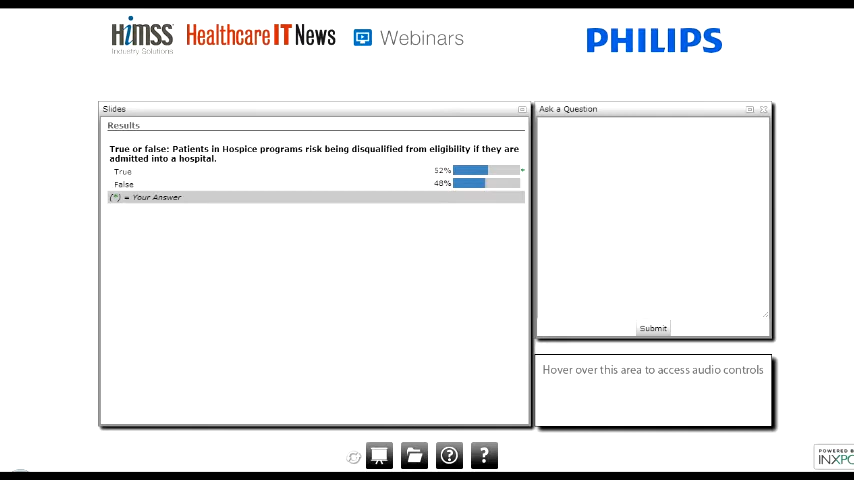 HiMSS
Industry Solutions
Healthcare IT News
Webinars
PHILIPS
Slides
Results
True or false: Patients in Hospice programs risk being disqualified from eligibility if they are
admitted into a hospital.
True 52% *
False 48%
(*) = Your Answer
Ask a Question
Submit
Hover over this area to access audio controls
? ?
POWERED B
INXPO